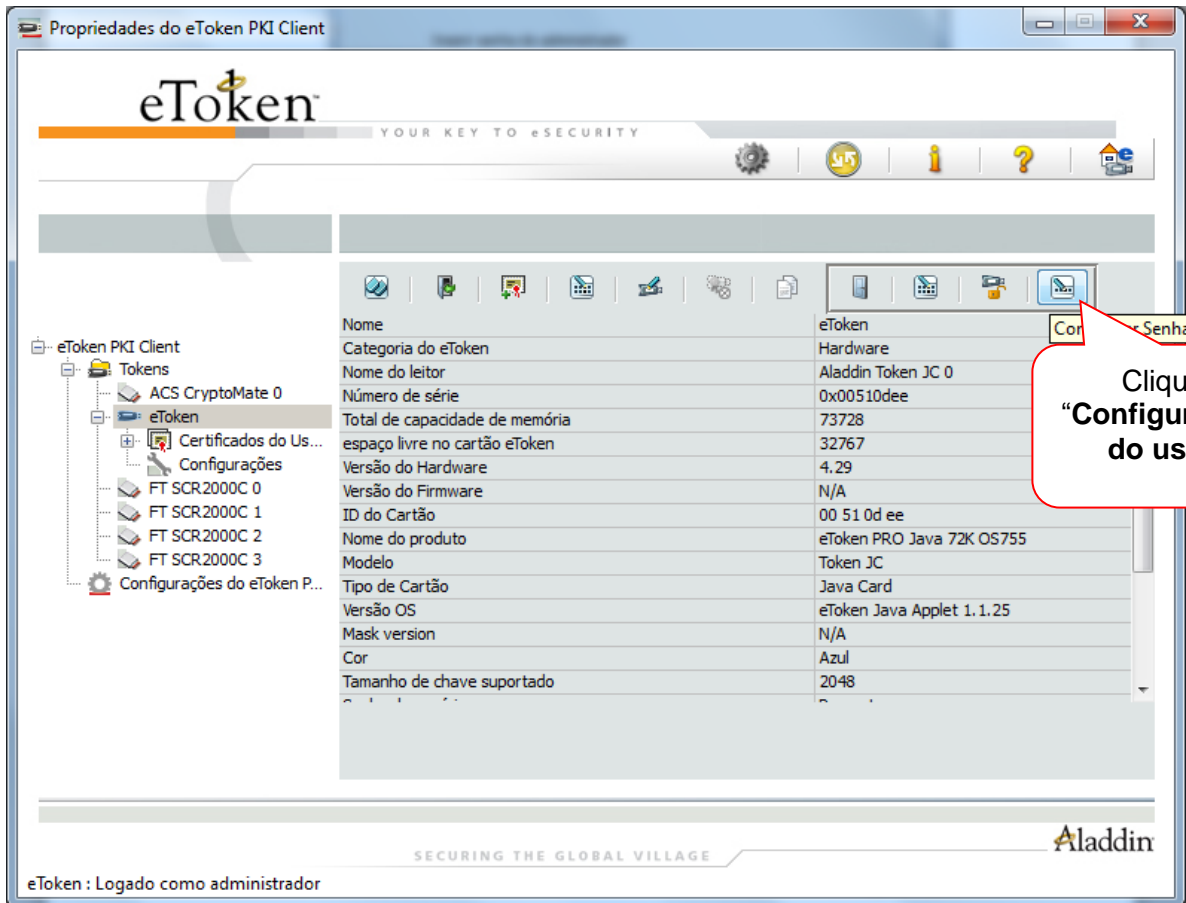 Propriedades do eToken PKI Client
eToken
YOUR KEY TO eSECURITY
eToken PKI Client
Tokens
ACS CryptoMate 0
eToken
Certificados do Us...
Configurações
FT SCR2000C 0
FT SCR2000C 1
FT SCR2000C 2
FT SCR2000C 3
Configurações do eToken P...
Nome eToken
Categoria do eToken Hardware
Nome do leitor Aladdin Token JC 0
Número de série 0x00510dee
Total de capacidade de memória 73728
espaço livre no cartão eToken 32767
Versão do Hardware 4.29
Versão do Firmware N/A
ID do Cartão 00 51 0d ee
Nome do produto eToken PRO Java 72K OS755
Modelo Token JC
Tipo de Cartão Java Card
Versão OS eToken Java Applet 1.1.25
Mask version N/A
Cor Azul
Tamanho de chave suportado 2048
Senha
Cliqu
“Configur
do us
SECURING THE GLOBAL VILLAGE
Aladdin
eToken : Logado como administrador